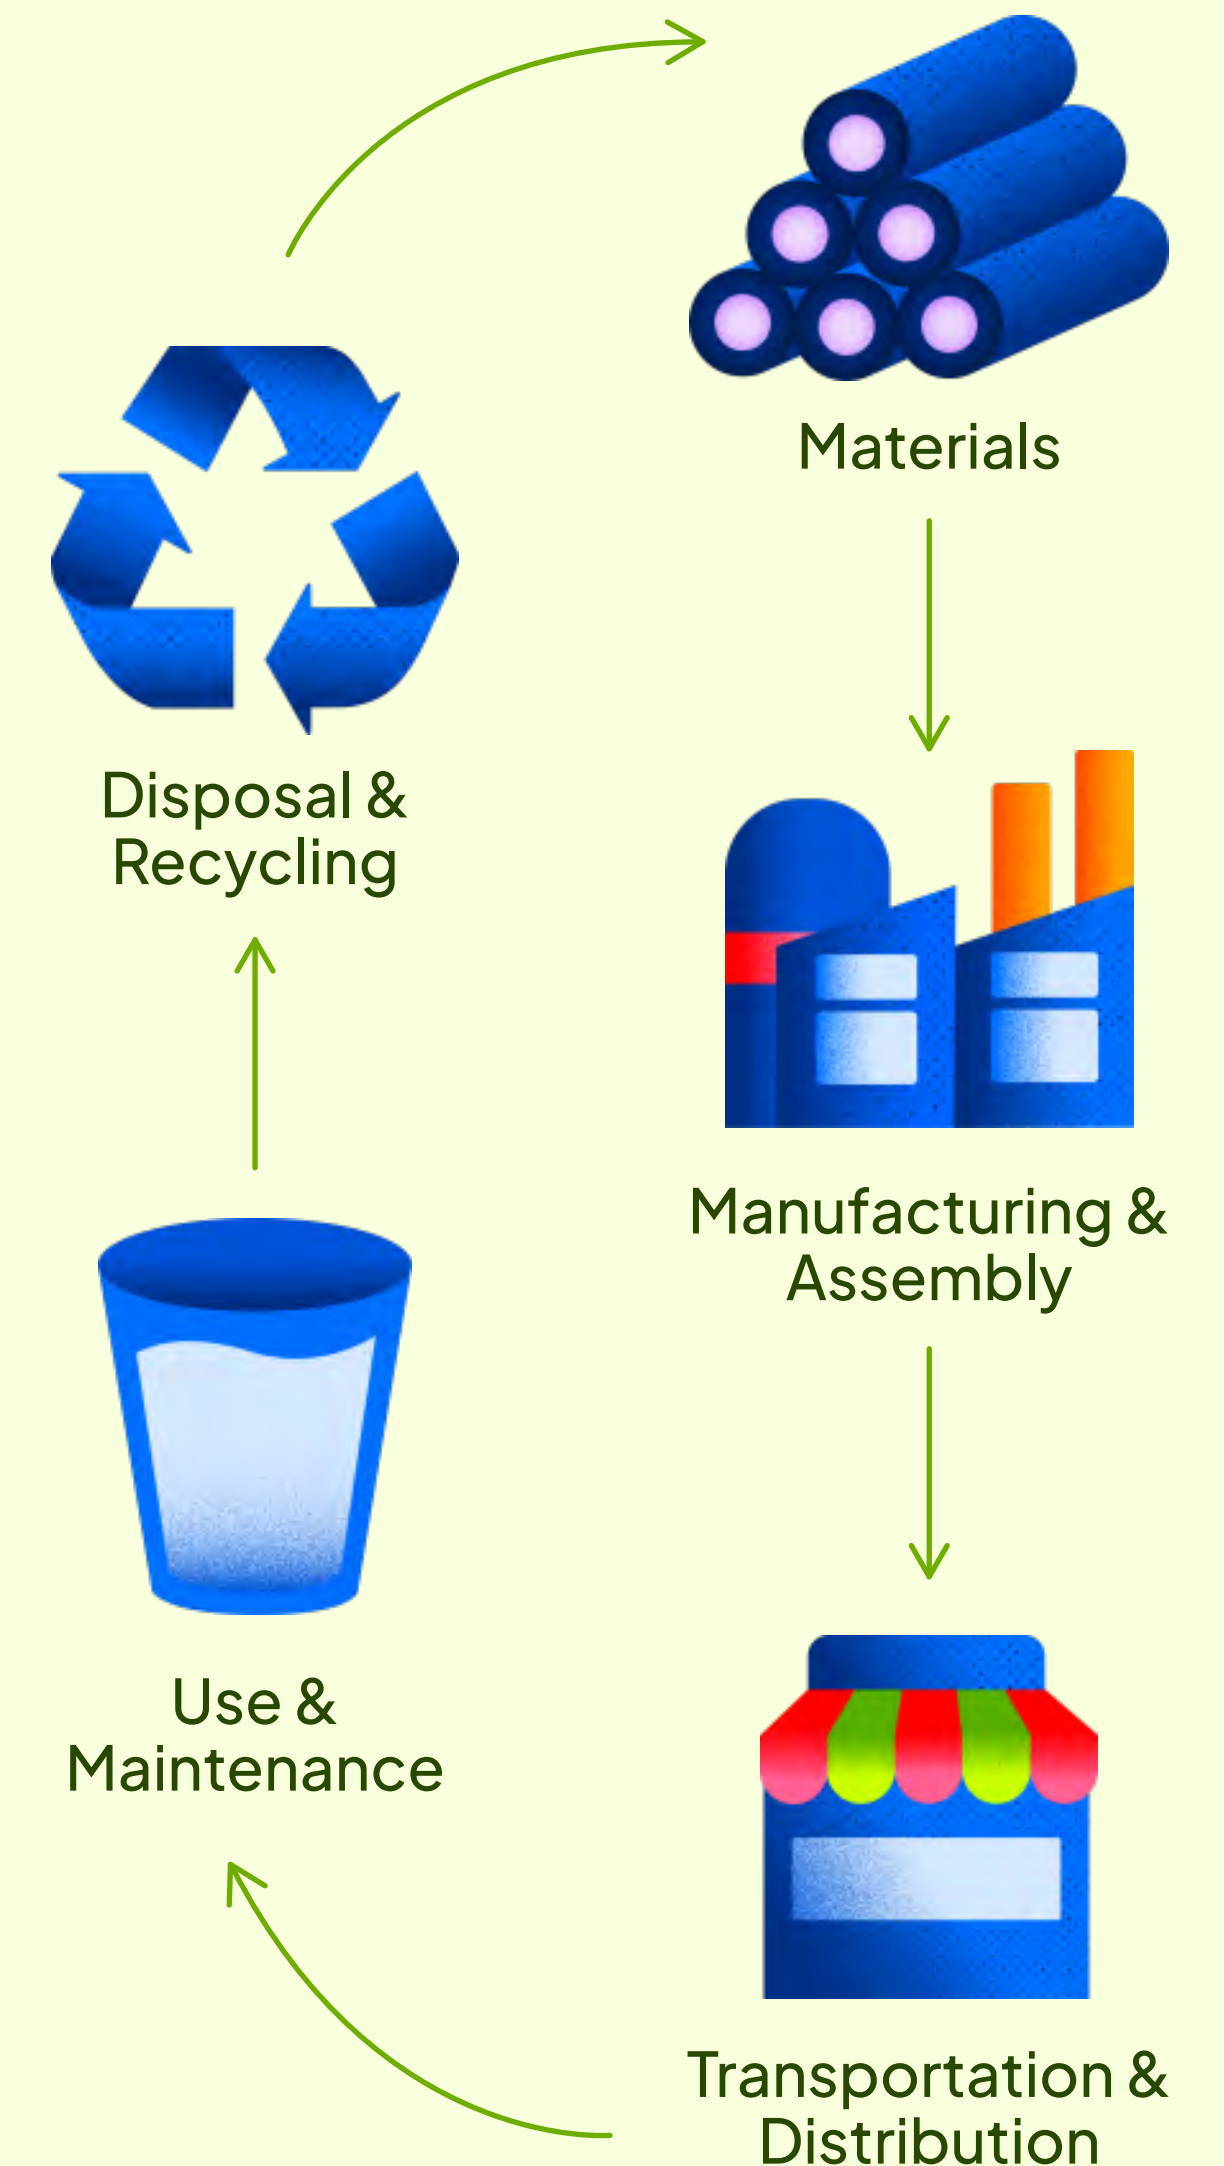 Materials
Manufacturing &
Assembly
Transportation &
Distribution
Use &
Maintenance
Disposal &
Recycling